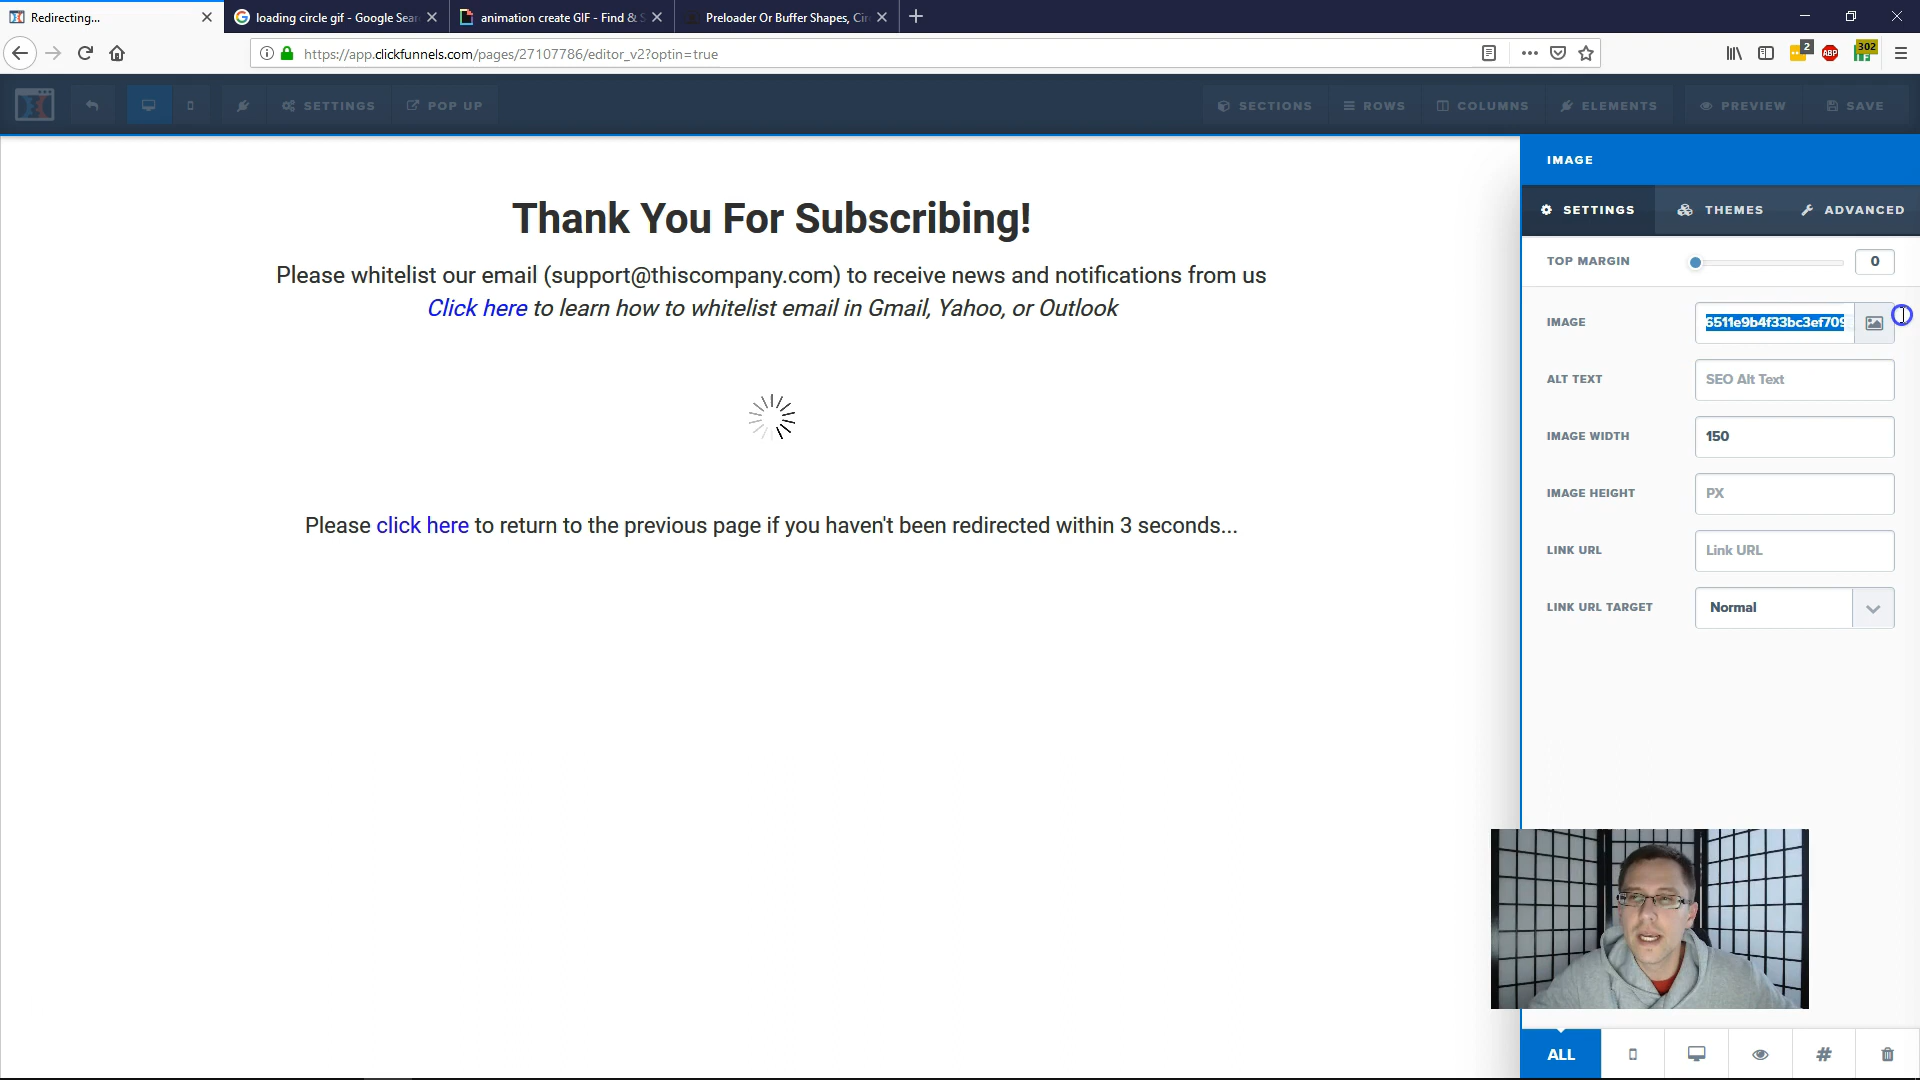 Redirecting...
loading circle gif - Google Sear
animation create GIF - Find & S
Preloader Or Buffer Shapes, Cir
https://app.clickfunnels.com/pages/27107786/editor_v2?optin=true
2
ABP
302
SETTINGS
POP UP
SECTIONS
ROWS
COLUMNS
ELEMENTS
PREVIEW
SAVE
IMAGE
SETTINGS
THEMES
ADVANCED
TOP MARGIN
0
IMAGE
6511e9b4f33bc3ef709
ALT TEXT
SEO Alt Text
IMAGE WIDTH
150
IMAGE HEIGHT
PX
LINK URL
Link URL
LINK URL TARGET
Normal
Thank You For Subscribing!
Please whitelist our email (support@thiscompany.com) to receive news and notifications from us
Click here to learn how to whitelist email in Gmail, Yahoo, or Outlook
Please click here to return to the previous page if you haven't been redirected within 3 seconds...
ALL
#